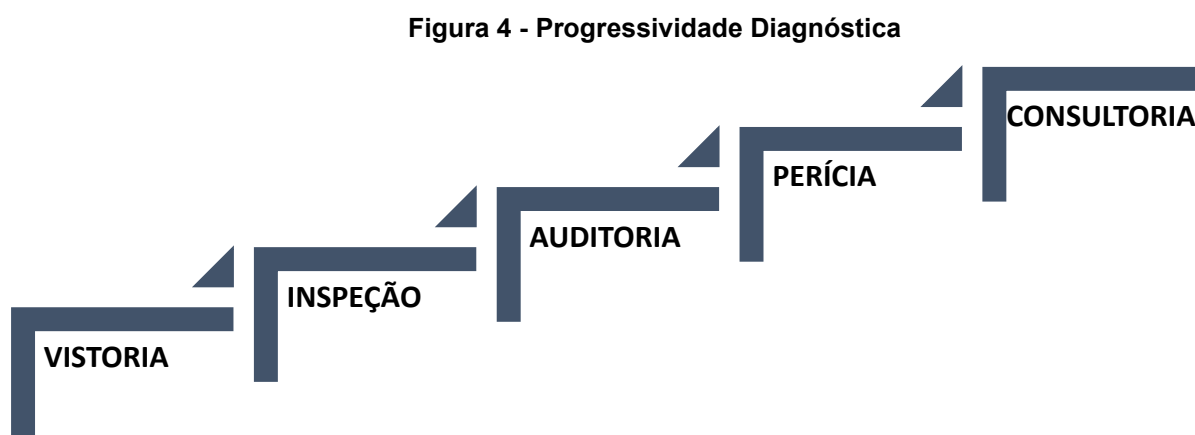 Figura 4 - Progressividade Diagnóstica
CONSULTORIA
PERÍCIA
AUDITORIA
INSPEÇÃO
VISTORIA